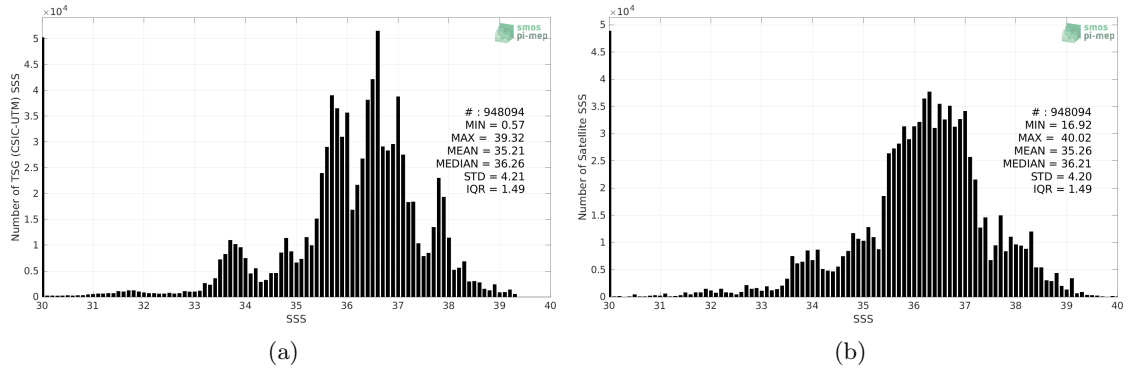 ×10⁴
smos
pi-mep
# : 948094
MIN = 0.57
MAX = 39.32
MEAN = 35.21
MEDIAN = 36.26
STD = 4.21
IQR = 1.49
Number of TSG (CSIC-UTM) SSS
5
4.5
4
3.5
3
2.5
2
1.5
1
0.5
0
30 31 32 33 34 35 36 37 38 39 40
SSS
(a)
×10⁴
smos
pi-mep
# : 948094
MIN = 16.92
MAX = 40.02
MEAN = 35.26
MEDIAN = 36.21
STD = 4.20
IQR = 1.49
Number of Satellite SSS
5
4.5
4
3.5
3
2.5
2
1.5
1
0.5
0
30 31 32 33 34 35 36 37 38 39 40
SSS
(b)